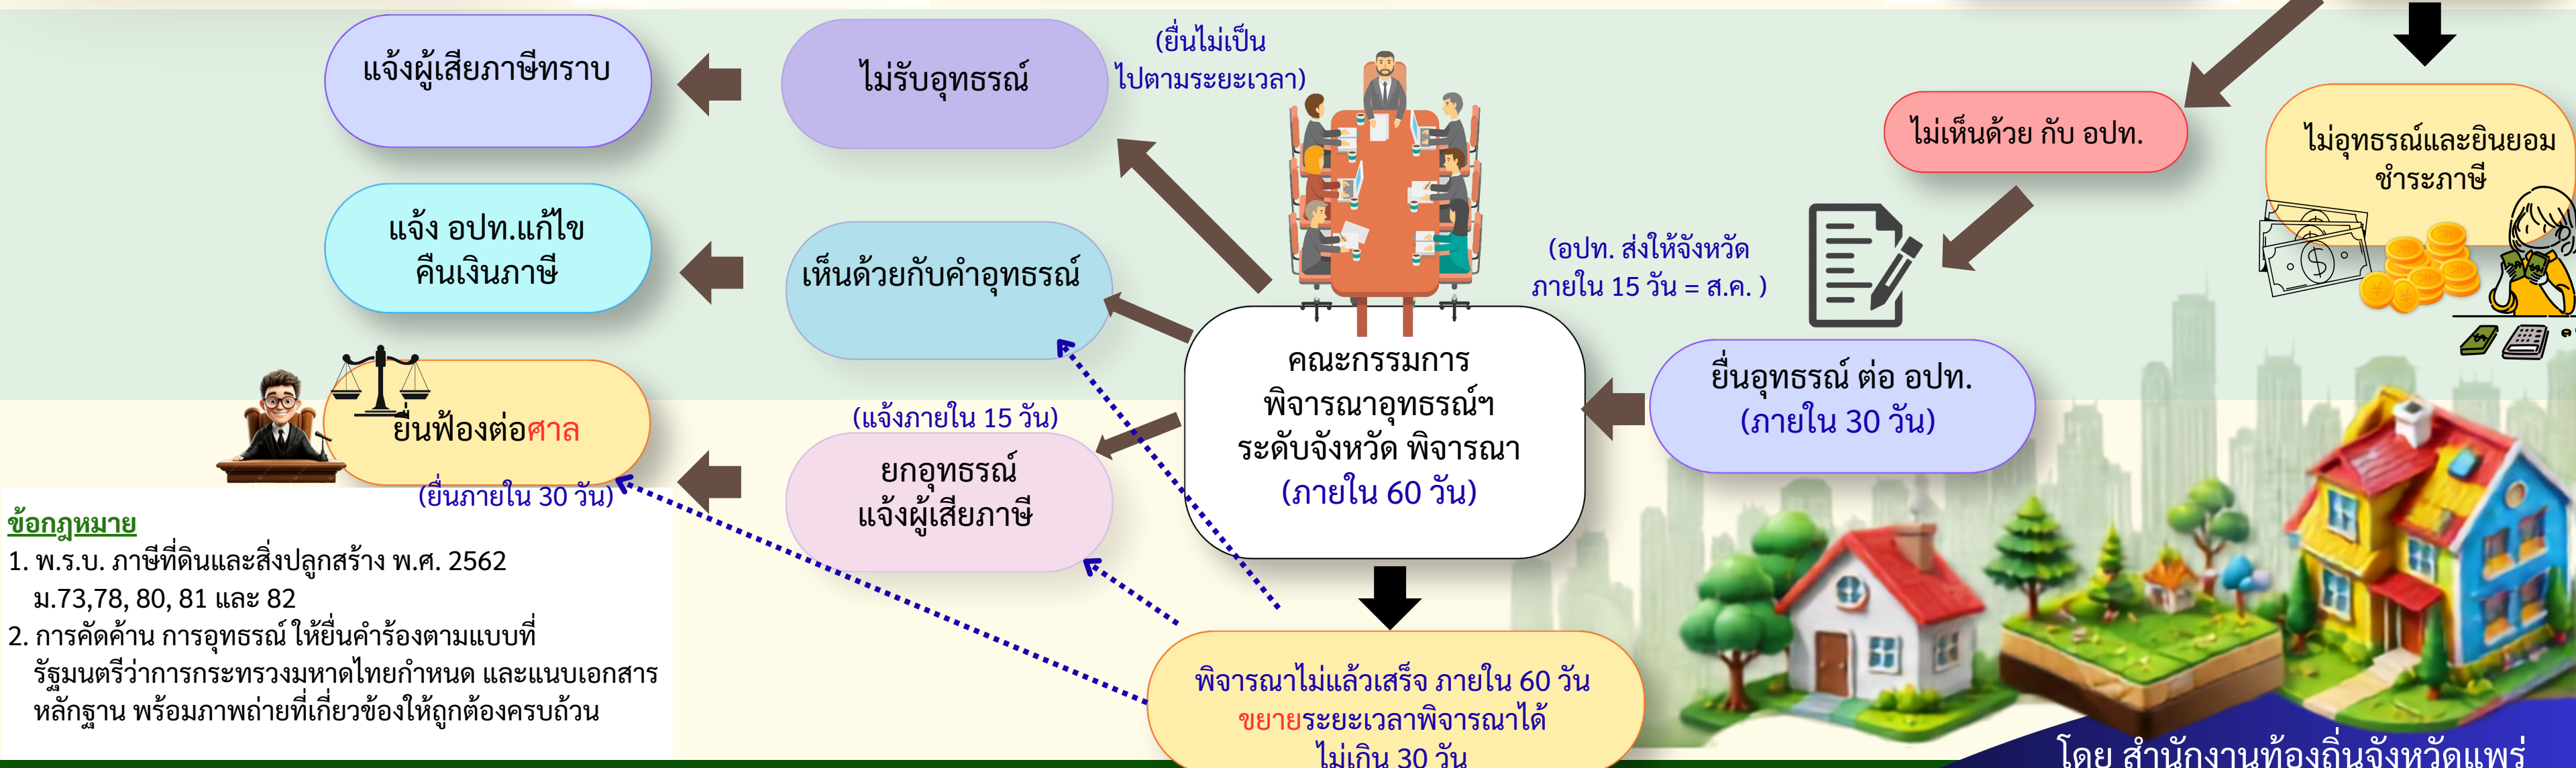 แจ้งผู้เสียภาษีทราบ
ไม่รับอุทธรณ์
(ยื่นไม่เป็น
ไปตามระยะเวลา)
ไม่เห็นด้วย กับ อปท.
ไม่อุทธรณ์และยินยอม
ชำระภาษี
แจ้ง อปท.แก้ไข
คืนเงินภาษี
เห็นด้วยกับคำอุทธรณ์
(อปท. ส่งให้จังหวัด
ภายใน 15 วัน = ส.ค. )
ยื่นอุทธรณ์ ต่อ อปท.
(ภายใน 30 วัน)
คณะกรรมการ
พิจารณาอุทธรณ์ฯ
ระดับจังหวัด พิจารณา
(ภายใน 60 วัน)
(แจ้งภายใน 15 วัน)
ยกอุทธรณ์
แจ้งผู้เสียภาษี
ยื่นฟ้องต่อศาล
(ยื่นภายใน 30 วัน)
พิจารณาไม่แล้วเสร็จ ภายใน 60 วัน
ขยายระยะเวลาพิจารณาได้
ไม่เกิน 30 วัน
ข้อกฎหมาย
1. พ.ร.บ. ภาษีที่ดินและสิ่งปลูกสร้าง พ.ศ. 2562
ม.73,78, 80, 81 และ 82
2. การคัดค้าน การอุทธรณ์ ให้ยื่นคำร้องตามแบบที่
รัฐมนตรีว่าการกระทรวงมหาดไทยกำหนด และแนบเอกสาร
หลักฐาน พร้อมภาพถ่ายที่เกี่ยวข้องให้ถูกต้องครบถ้วน
โดย สำนักงานท้องถิ่นจังหวัดแพร่